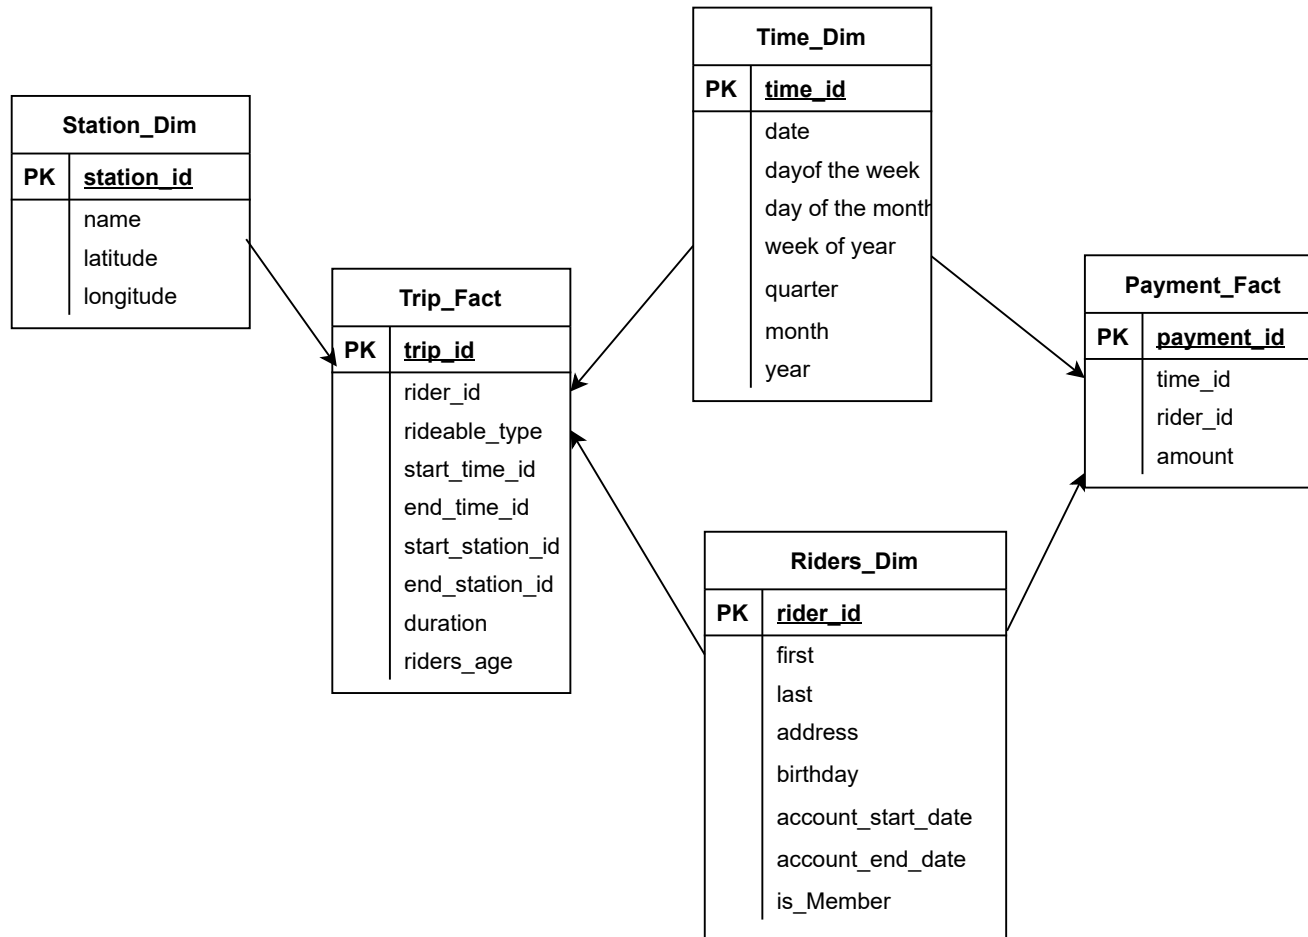 Station_Dim
PK station_id
name
latitude
longitude
Trip_Fact
PK trip_id
rider_id
rideable_type
start_time_id
end_time_id
start_station_id
end_station_id
duration
riders_age
Time_Dim
PK time_id
date
dayof the week
day of the month
week of year
quarter
month
year
Riders_Dim
PK rider_id
first
last
address
birthday
account_start_date
account_end_date
is_Member
Payment_Fact
PK payment_id
time_id
rider_id
amount